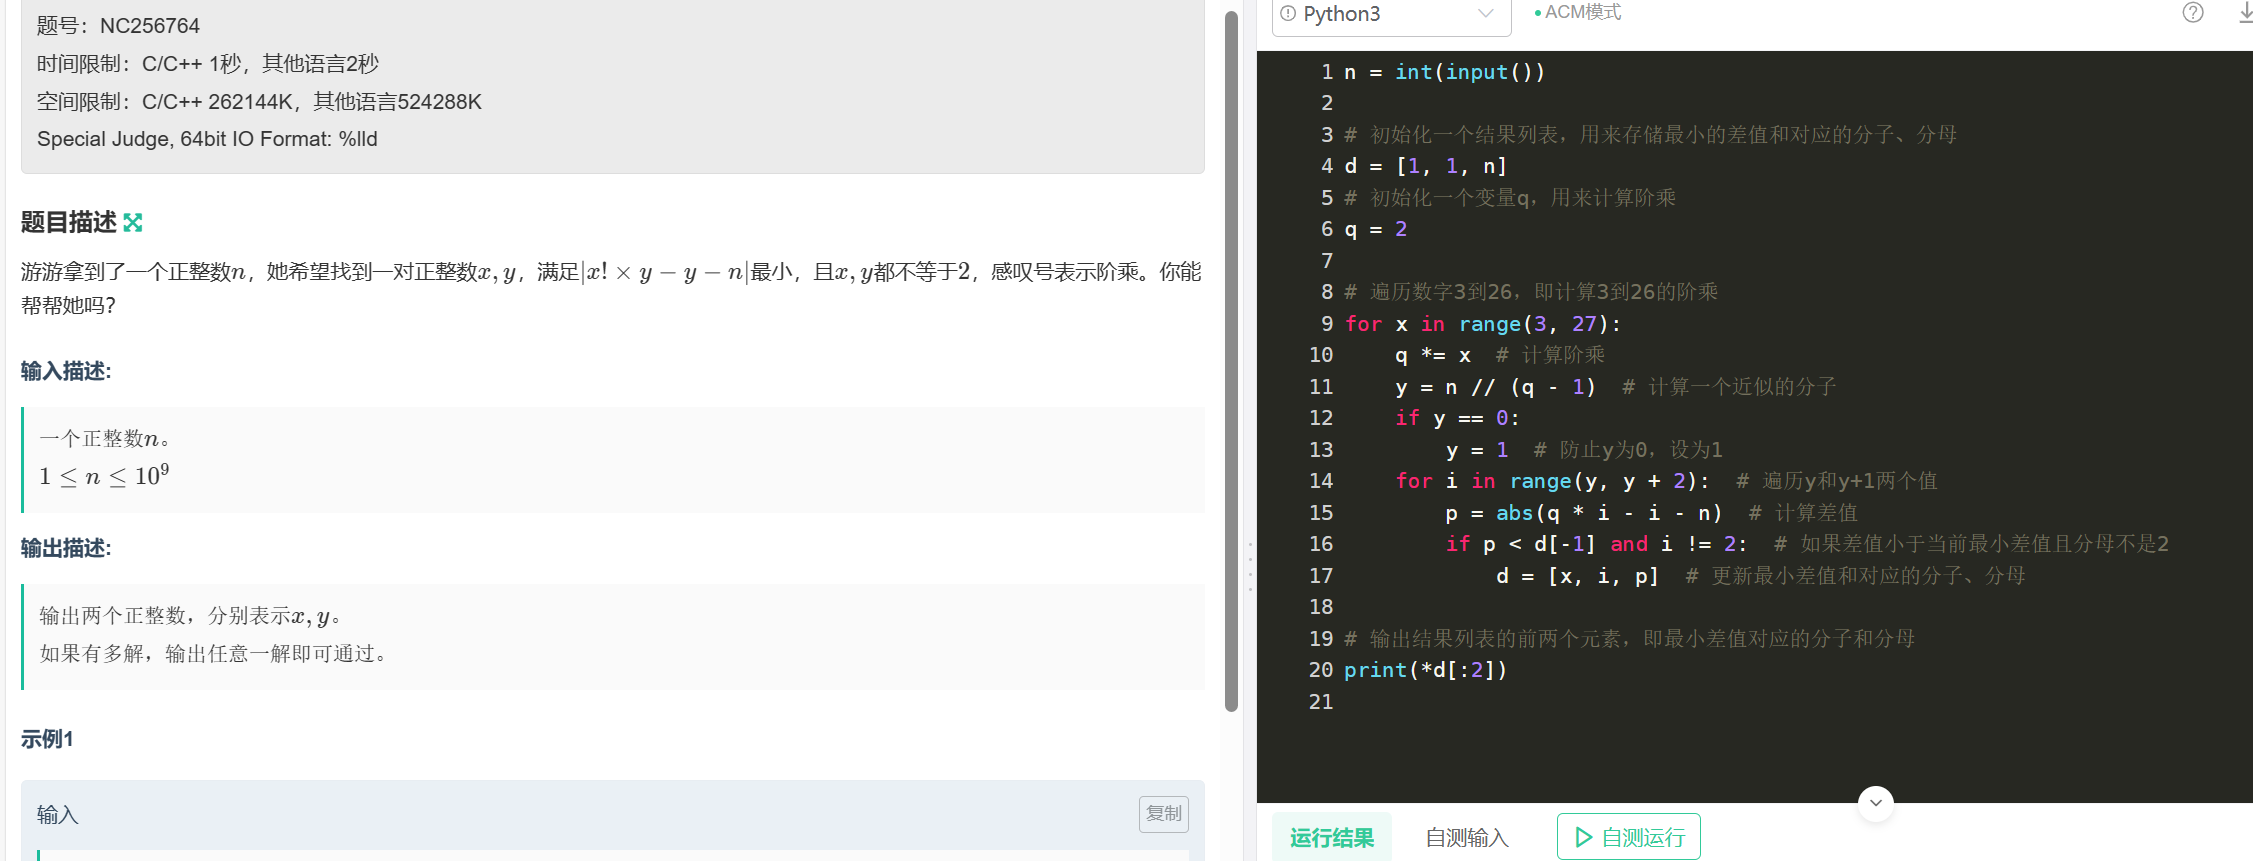 题号：NC256764
时间限制：C/C++ 1秒，其他语言2秒
空间限制：C/C++ 262144K，其他语言524288K
Special Judge, 64bit IO Format: %lld
题目描述
游游拿到了一个正整数n，她希望找到一对正整数x, y，满足|x! × y − y − n|最小，且x, y都不等于2，感叹号表示阶乘。你能
帮帮她吗？
输入描述:
一个正整数n。
1 ≤ n ≤ 10⁹
输出描述:
输出两个正整数，分别表示x, y。
如果有多解，输出任意一解即可通过。
示例1
输入
复制
Python3
ACM模式
1 n = int(input())
2
3 # 初始化一个结果列表，用来存储最小的差值和对应的分子、分母
4 d = [1, 1, n]
5 # 初始化一个变量q，用来计算阶乘
6 q = 2
7
8 # 遍历数字3到26，即计算3到26的阶乘
9 for x in range(3, 27):
10     q *= x  # 计算阶乘
11     y = n // (q - 1)  # 计算一个近似的分子
12     if y == 0:
13         y = 1  # 防止y为0，设为1
14     for i in range(y, y + 2):  # 遍历y和y+1两个值
15         p = abs(q * i - i - n)  # 计算差值
16         if p < d[-1] and i != 2:  # 如果差值小于当前最小差值且分母不是2
17             d = [x, i, p]  # 更新最小差值和对应的分子、分母
18
19 # 输出结果列表的前两个元素，即最小差值对应的分子和分母
20 print(*d[:2])
21
运行结果
自测输入
自测运行